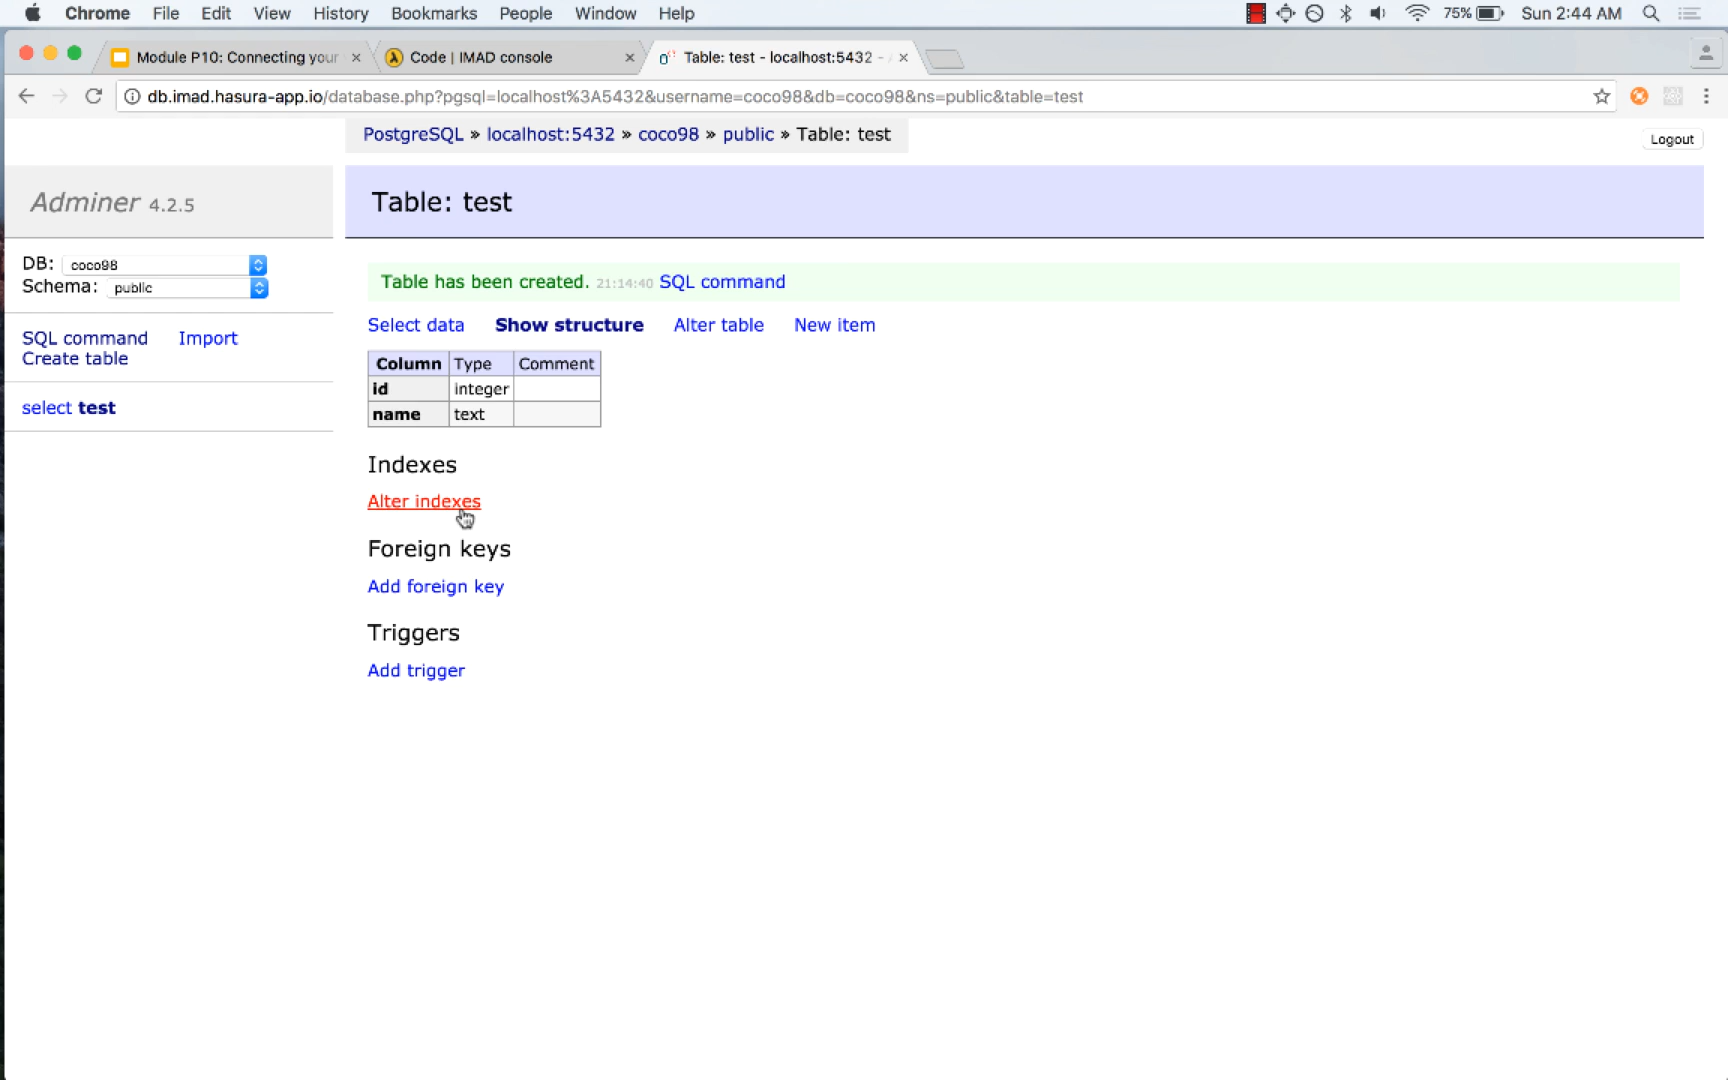 Chrome File Edit View History Bookmarks People Window Help 75% Sun 2:44 AM
Module P10: Connecting your Code | IMAD console Table: test - localhost:5432 -
db.imad.hasura-app.io/database.php?pgsql=localhost%3A5432&username=coco98&db=coco98&ns=public&table=test
PostgreSQL » localhost:5432 » coco98 » public » Table: test Logout
Adminer 4.2.5
Table: test
DB: coco98
Schema: public
SQL command Import
Create table
select test
Table has been created. 21:14:40 SQL command
Select data Show structure Alter table New item
Column Type Comment
id integer
name text
Indexes
Alter indexes
Foreign keys
Add foreign key
Triggers
Add trigger